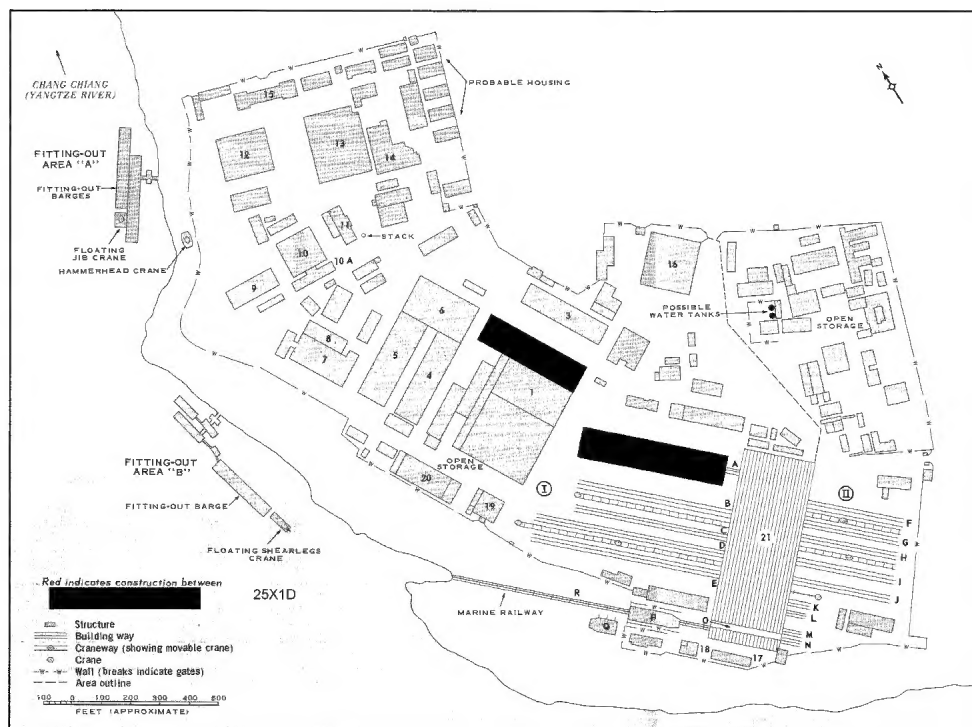 N
CHANG CHIANG
(YANGTZE RIVER)
PROBABLE HOUSING
15
FITTING-OUT
AREA "A"
12
13
14
FITTING-OUT
BARGES
11
STACK
FLOATING
JIB CRANE
HAMMERHEAD CRANE
10
10 A
16
9
POSSIBLE
WATER TANKS
OPEN
STORAGE
6
3
8
7
5
4
1
FITTING-OUT
AREA "B"
OPEN
STORAGE
20
I
A
II
B
FITTING-OUT BARGE
19
C
21
F
D
G
H
FLOATING SHEARLEGS
CRANE
E
I
J
Red indicates construction between
25X1D
MARINE RAILWAY
R
K
L
Structure
Building way
Craneway (showing movable crane)
Crane
Wall (breaks indicate gates)
Area outline
Q
P
O
M
N
18
17
100 0 100 200 300 400 500 600
FEET (APPROXIMATE)